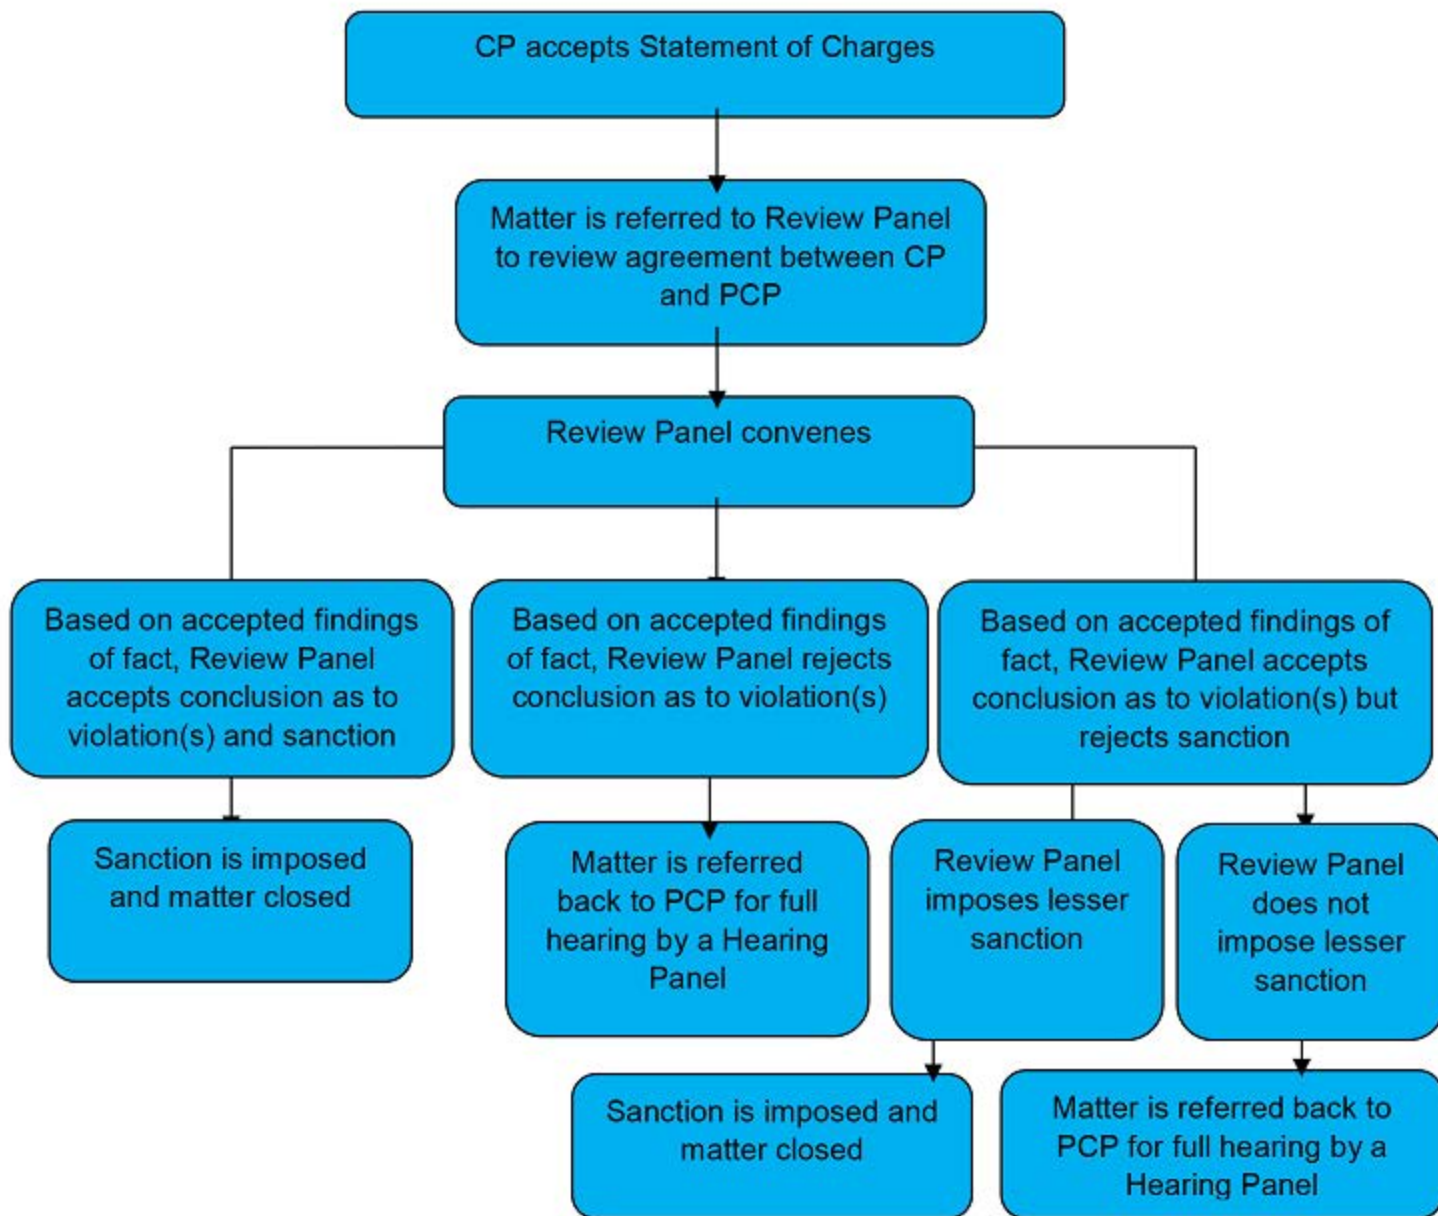 CP accepts Statement of Charges
Matter is referred to Review Panel
to review agreement between CP
and PCP
Review Panel convenes
Based on accepted findings
of fact, Review Panel
accepts conclusion as to
violation(s) and sanction
Based on accepted findings
of fact, Review Panel rejects
conclusion as to violation(s)
Based on accepted findings of
fact, Review Panel accepts
conclusion as to violation(s) but
rejects sanction
Sanction is imposed
and matter closed
Matter is referred
back to PCP for full
hearing by a Hearing
Panel
Review Panel
imposes lesser
sanction
Review Panel
does not
impose lesser
sanction
Sanction is imposed and
matter closed
Matter is referred back to
PCP for full hearing by a
Hearing Panel